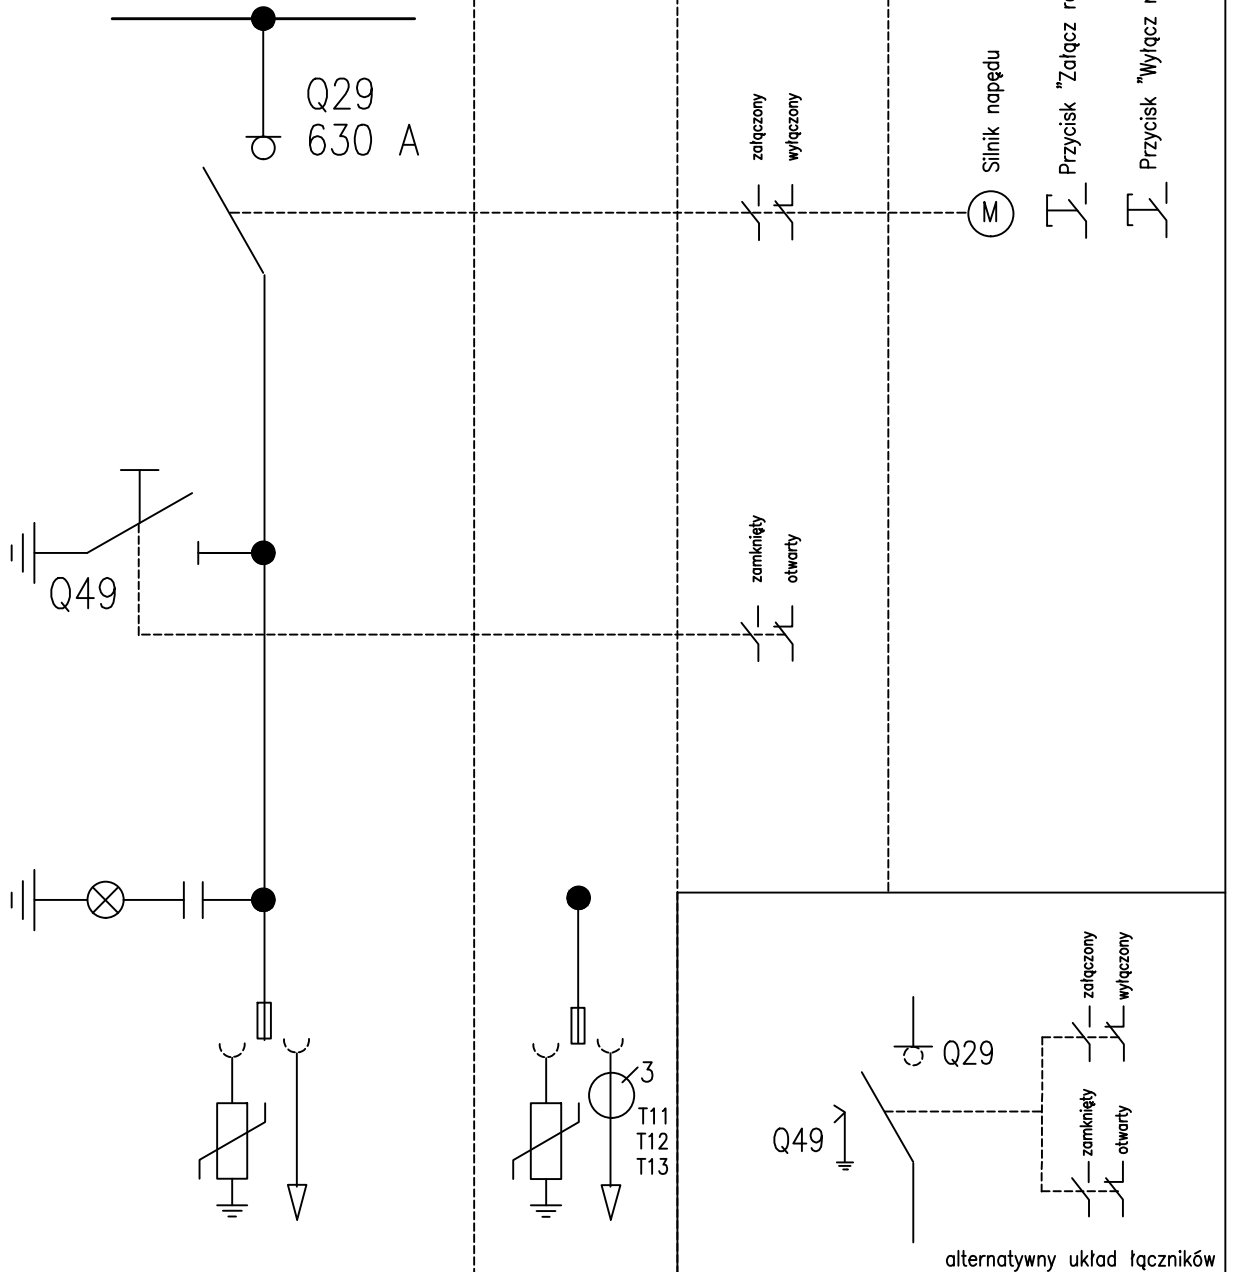 Q29
630 A
załączony
wyłączony
Silnik napędu
Przycisk "Załącz
Przycisk "Wyłącz
M
Q49
zamknięty
otwarty
3
T11
T12
T13
załączony
wyłączony
Q29
Q49
zamknięty
otwarty
alternatywny układ łączników